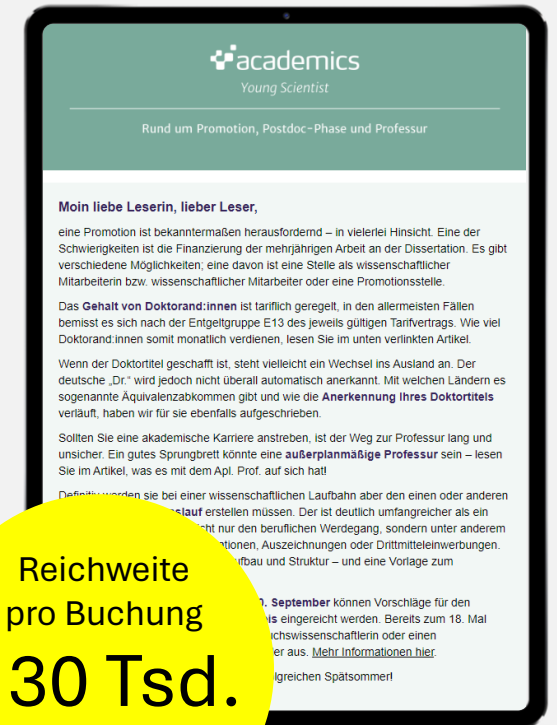 academics
Young Scientist
Rund um Promotion, Postdoc-Phase und Professur
Moin liebe Leserin, lieber Leser,
eine Promotion ist bekanntermaßen herausfordernd – in vielerlei Hinsicht. Eine der
Schwierigkeiten ist die Finanzierung der mehrjährigen Arbeit an der Dissertation. Es gibt
verschiedene Möglichkeiten; eine davon ist eine Stelle als wissenschaftlicher
Mitarbeiterin bzw. wissenschaftlicher Mitarbeiter oder eine Promotionsstelle.
Das Gehalt von Doktorand:innen ist tariflich geregelt, in den allermeisten Fällen
bemisst es sich nach der Entgeltgruppe E13 des jeweils gültigen Tarifvertrags. Wie viel
Doktorand:innen somit monatlich verdienen, lesen Sie im unten verlinkten Artikel.
Wenn der Doktortitel geschafft ist, steht vielleicht ein Wechsel ins Ausland an. Der
deutsche „Dr.“ wird jedoch nicht überall automatisch anerkannt. Mit welchen Ländern es
sogenannte Äquivalenzabkommen gibt und wie die Anerkennung Ihres Doktortitels
verläuft, haben wir für sie ebenfalls aufgeschrieben.
Sollten Sie eine akademische Karriere anstreben, ist der Weg zur Professur lang und
unsicher. Ein gutes Sprungbrett könnte eine außerplanmäßige Professur sein – lesen
Sie im Artikel, was es mit dem Apl. Prof. auf sich hat!
Definitiv werden sie bei einer wissenschaftlichen Laufbahn aber den einen oder anderen
slauf erstellen müssen. Der ist deutlich umfangreicher als ein
cht nur den beruflichen Werdegang, sondern unter anderem
ationen, Auszeichnungen oder Drittmitteleinwerbungen.
fbau und Struktur – und eine Vorlage zum
0. September können Vorschläge für den
is eingereicht werden. Bereits zum 18. Mal
uchswissenschaftlerin oder einen
er aus. Mehr Informationen hier.
olgreichen Spätsommer!
Reichweite
pro Buchung
30 Tsd.